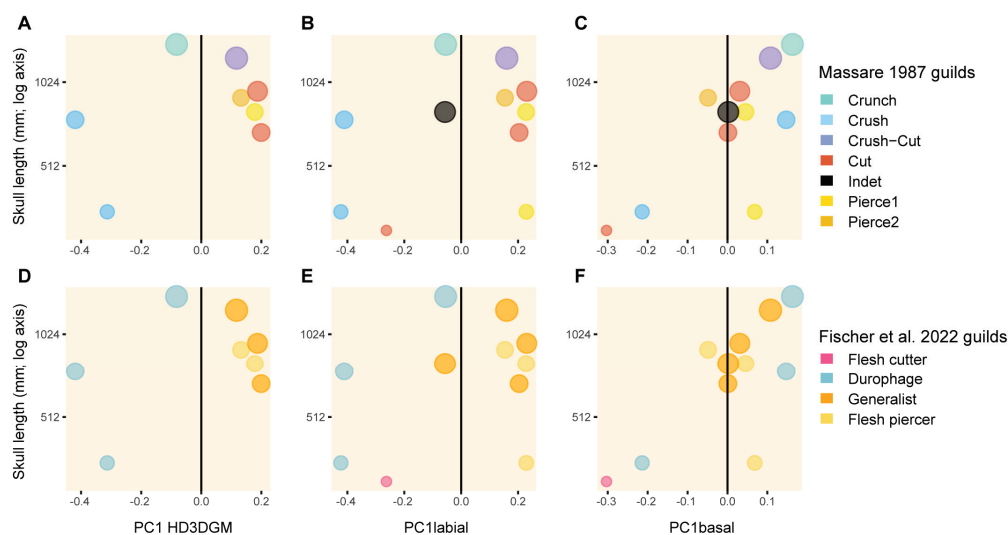 A
B
C
Skull length (mm; log axis)
1024
512
-0.4
-0.2
0.0
0.2
-0.4
-0.2
0.0
0.2
-0.3
-0.2
-0.1
0.0
0.1
Massare 1987 guilds
Crunch
Crush
Crush−Cut
Cut
Indet
Pierce1
Pierce2
D
E
F
Skull length (mm; log axis)
1024
512
-0.4
-0.2
0.0
0.2
-0.4
-0.2
0.0
0.2
-0.3
-0.2
-0.1
0.0
0.1
PC1 HD3DGM
PC1labial
PC1basal
Fischer et al. 2022 guilds
Flesh cutter
Durophage
Generalist
Flesh piercer